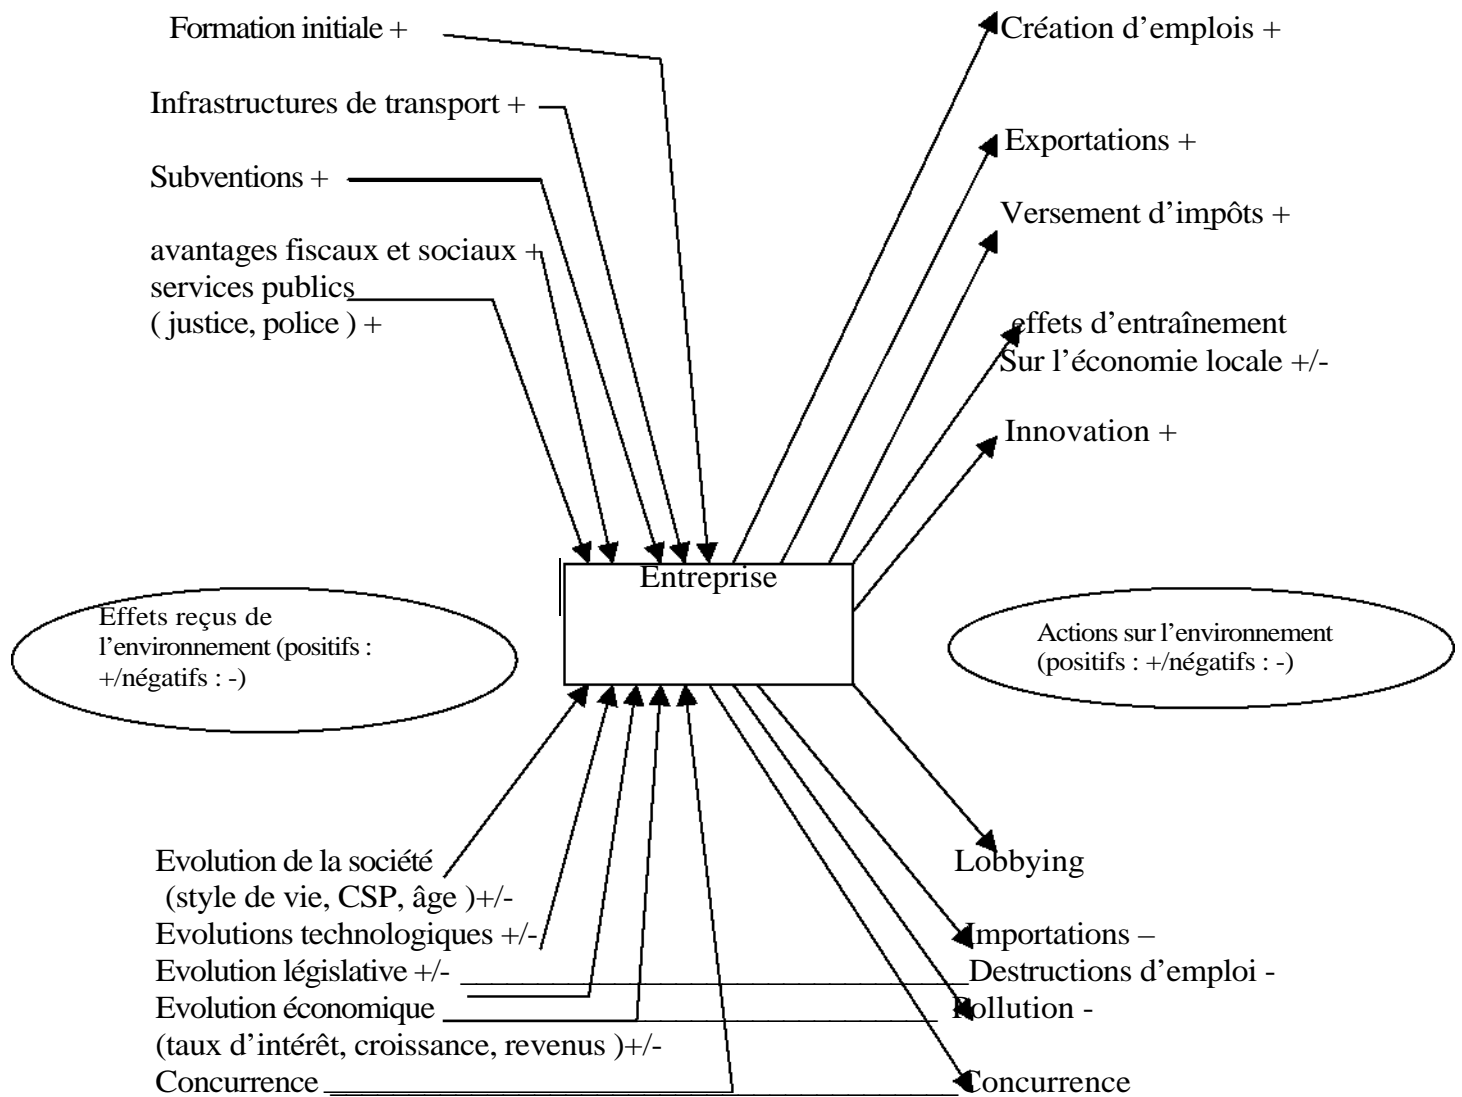 Formation initiale +
Infrastructures de transport +
Subventions +
avantages fiscaux et sociaux +
services publics
( justice, police ) +
Création d’emplois +
Exportations +
Versement d’impôts +
effets d’entraînement
Sur l’économie locale +/-
Innovation +
Entreprise
Effets reçus de
l’environnement (positifs :
+/négatifs : -)
Actions sur l’environnement
(positifs : +/négatifs : -)
Evolution de la société
(style de vie, CSP, âge )+/-
Evolutions technologiques +/-
Evolution législative +/-
Evolution économique
(taux d’intérêt, croissance, revenus )+/-
Concurrence
Lobbying
Importations –
Destructions d’emploi -
Pollution -
Concurrence